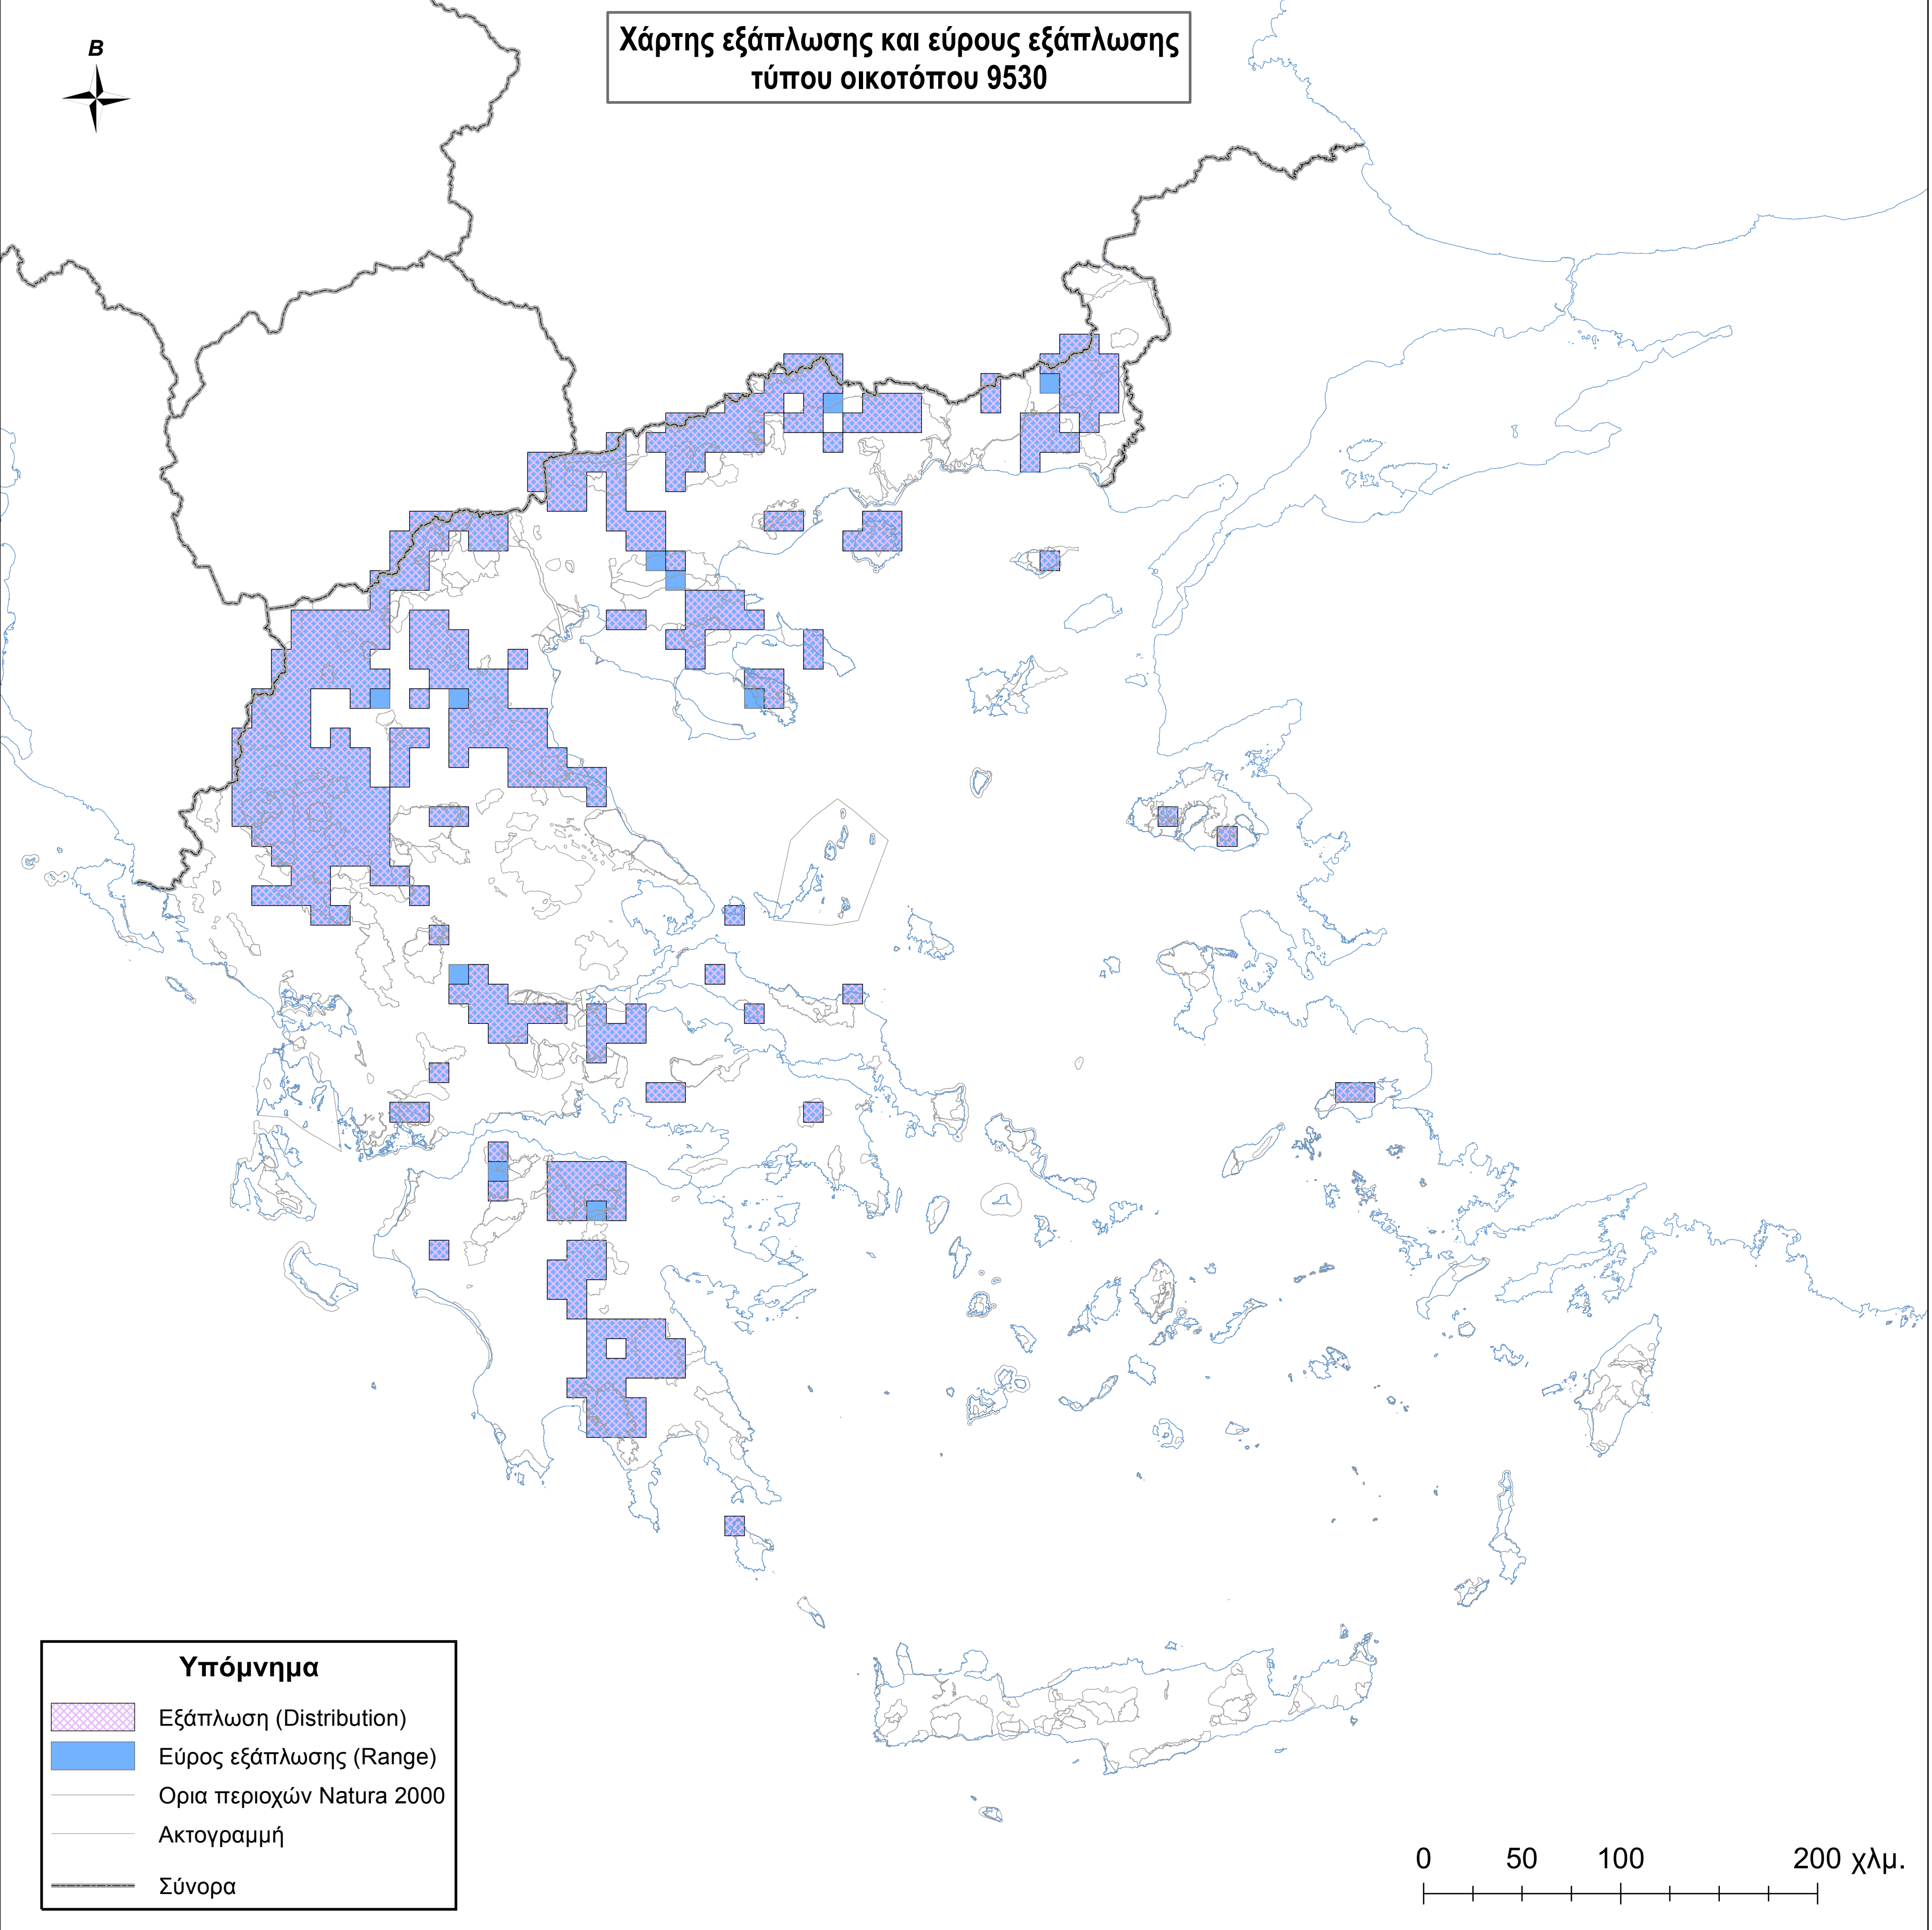 Χάρτης εξάπλωσης και εύρους εξάπλωσης
τύπου οικοτόπου 9530
B
Υπόμνημα
Εξάπλωση (Distribution)
Εύρος εξάπλωσης (Range)
Ορια περιοχών Natura 2000
Ακτογραμμή
Σύνορα
0 50 100 200 χλμ.